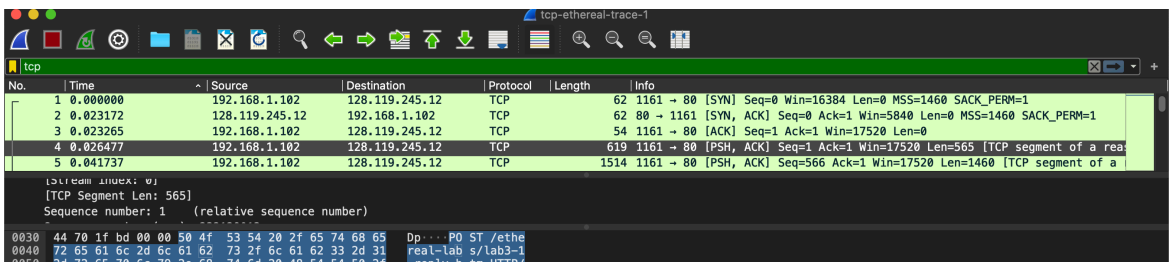 tcp-ethereal-trace-1
tcp
No. Time Source Destination Protocol Length Info
1 0.000000 192.168.1.102 128.119.245.12 TCP 62 1161 → 80 [SYN] Seq=0 Win=16384 Len=0 MSS=1460 SACK_PERM=1
2 0.023172 128.119.245.12 192.168.1.102 TCP 62 80 → 1161 [SYN, ACK] Seq=0 Ack=1 Win=5840 Len=0 MSS=1460 SACK_PERM=1
3 0.023265 192.168.1.102 128.119.245.12 TCP 54 1161 → 80 [ACK] Seq=1 Ack=1 Win=17520 Len=0
4 0.026477 192.168.1.102 128.119.245.12 TCP 619 1161 → 80 [PSH, ACK] Seq=1 Ack=1 Win=17520 Len=565 [TCP segment of a reas
5 0.041737 192.168.1.102 128.119.245.12 TCP 1514 1161 → 80 [PSH, ACK] Seq=566 Ack=1 Win=17520 Len=1460 [TCP segment of a
[Stream index: 0]
[TCP Segment Len: 565]
Sequence number: 1 (relative sequence number)
0030 44 70 1f bd 00 00 50 4f 53 54 20 2f 65 74 68 65 Dp····PO ST /ethe
0040 72 65 61 6c 2d 6c 61 62 73 2f 6c 61 62 33 2d 31 real-lab s/lab3-1